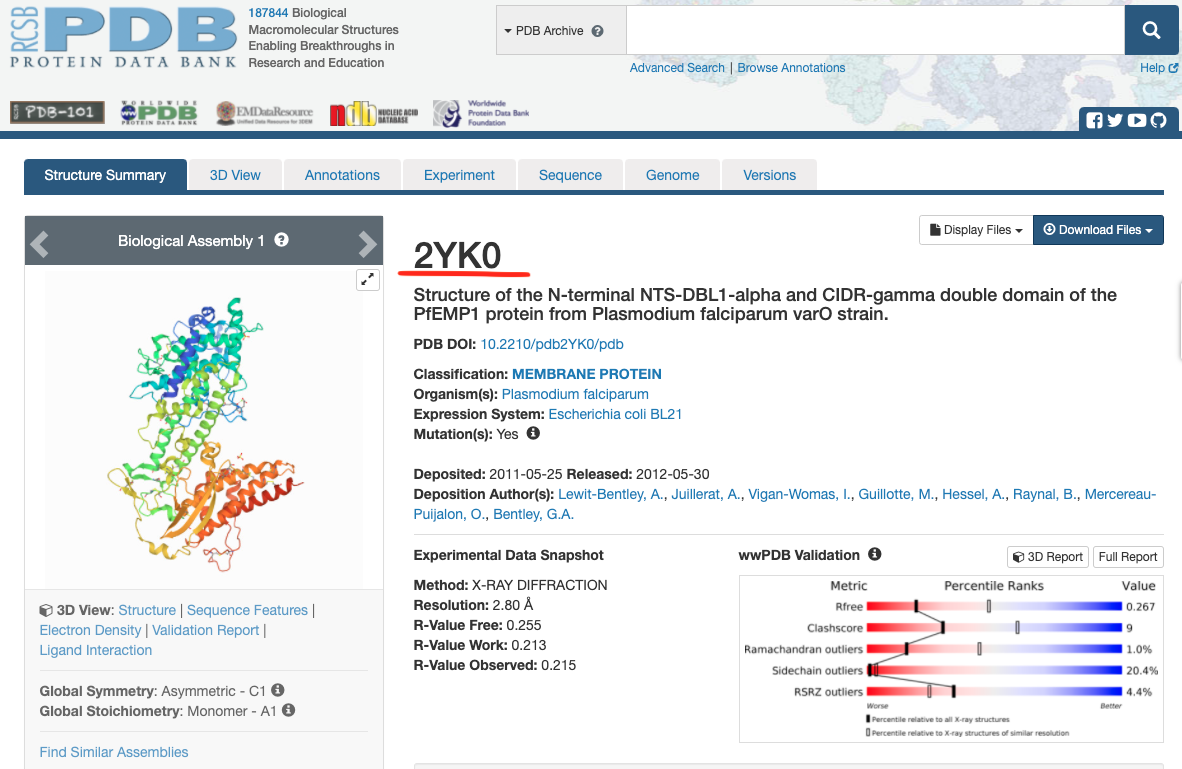 RCSB
PDB
PROTEIN DATA BANK
187844 Biological
Macromolecular Structures
Enabling Breakthroughs in
Research and Education
PDB Archive
Advanced Search | Browse Annotations
Help
PDB-101
WORLDWIDE
PDB
PROTEIN DATA BANK
EMDataResource
Unified Data Resource for 3DEM
NUCLEIC ACID
DATABASE
Worldwide
Protein Data Bank
Foundation
Structure Summary
3D View
Annotations
Experiment
Sequence
Genome
Versions
Biological Assembly 1
Display Files
Download Files
2YK0
Structure of the N-terminal NTS-DBL1-alpha and CIDR-gamma double domain of the
PfEMP1 protein from Plasmodium falciparum varO strain.
PDB DOI: 10.2210/pdb2YK0/pdb
Classification: MEMBRANE PROTEIN
Organism(s): Plasmodium falciparum
Expression System: Escherichia coli BL21
Mutation(s): Yes
Deposited: 2011-05-25 Released: 2012-05-30
Deposition Author(s): Lewit-Bentley, A., Juillerat, A., Vigan-Womas, I., Guillotte, M., Hessel, A., Raynal, B., Mercereau-
Puijalon, O., Bentley, G.A.
3D View: Structure | Sequence Features |
Electron Density | Validation Report |
Ligand Interaction
Global Symmetry: Asymmetric - C1
Global Stoichiometry: Monomer - A1
Find Similar Assemblies
Experimental Data Snapshot
Method: X-RAY DIFFRACTION
Resolution: 2.80 Å
R-Value Free: 0.255
R-Value Work: 0.213
R-Value Observed: 0.215
wwPDB Validation
3D Report
Full Report
Metric Percentile Ranks Value
Rfree 0.267
Clashscore 9
Ramachandran outliers 1.0%
Sidechain outliers 20.4%
RSRZ outliers 4.4%
Worse Better
Percentile relative to all X-ray structures
Percentile relative to X-ray structures of similar resolution